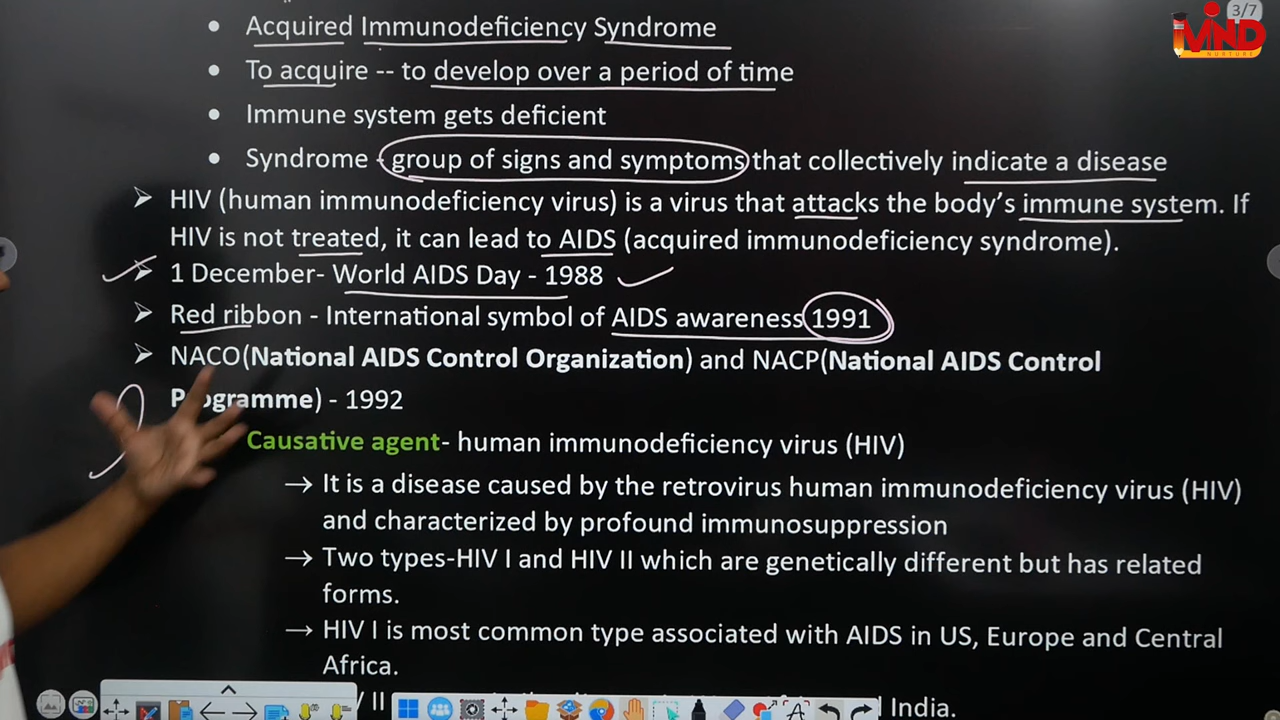 3/7
MIND
NURTURE
• Acquired Immunodeficiency Syndrome
• To acquire -- to develop over a period of time
• Immune system gets deficient
• Syndrome - group of signs and symptoms that collectively indicate a disease
➢ HIV (human immunodeficiency virus) is a virus that attacks the body's immune system. If
HIV is not treated, it can lead to AIDS (acquired immunodeficiency syndrome).
➢ 1 December- World AIDS Day - 1988
➢ Red ribbon - International symbol of AIDS awareness 1991
➢ NACO(National AIDS Control Organization) and NACP(National AIDS Control
Programme) - 1992
Causative agent- human immunodeficiency virus (HIV)
→ It is a disease caused by the retrovirus human immunodeficiency virus (HIV)
and characterized by profound immunosuppression
→ Two types-HIV I and HIV II which are genetically different but has related
forms.
→ HIV I is most common type associated with AIDS in US, Europe and Central
Africa.
II India.